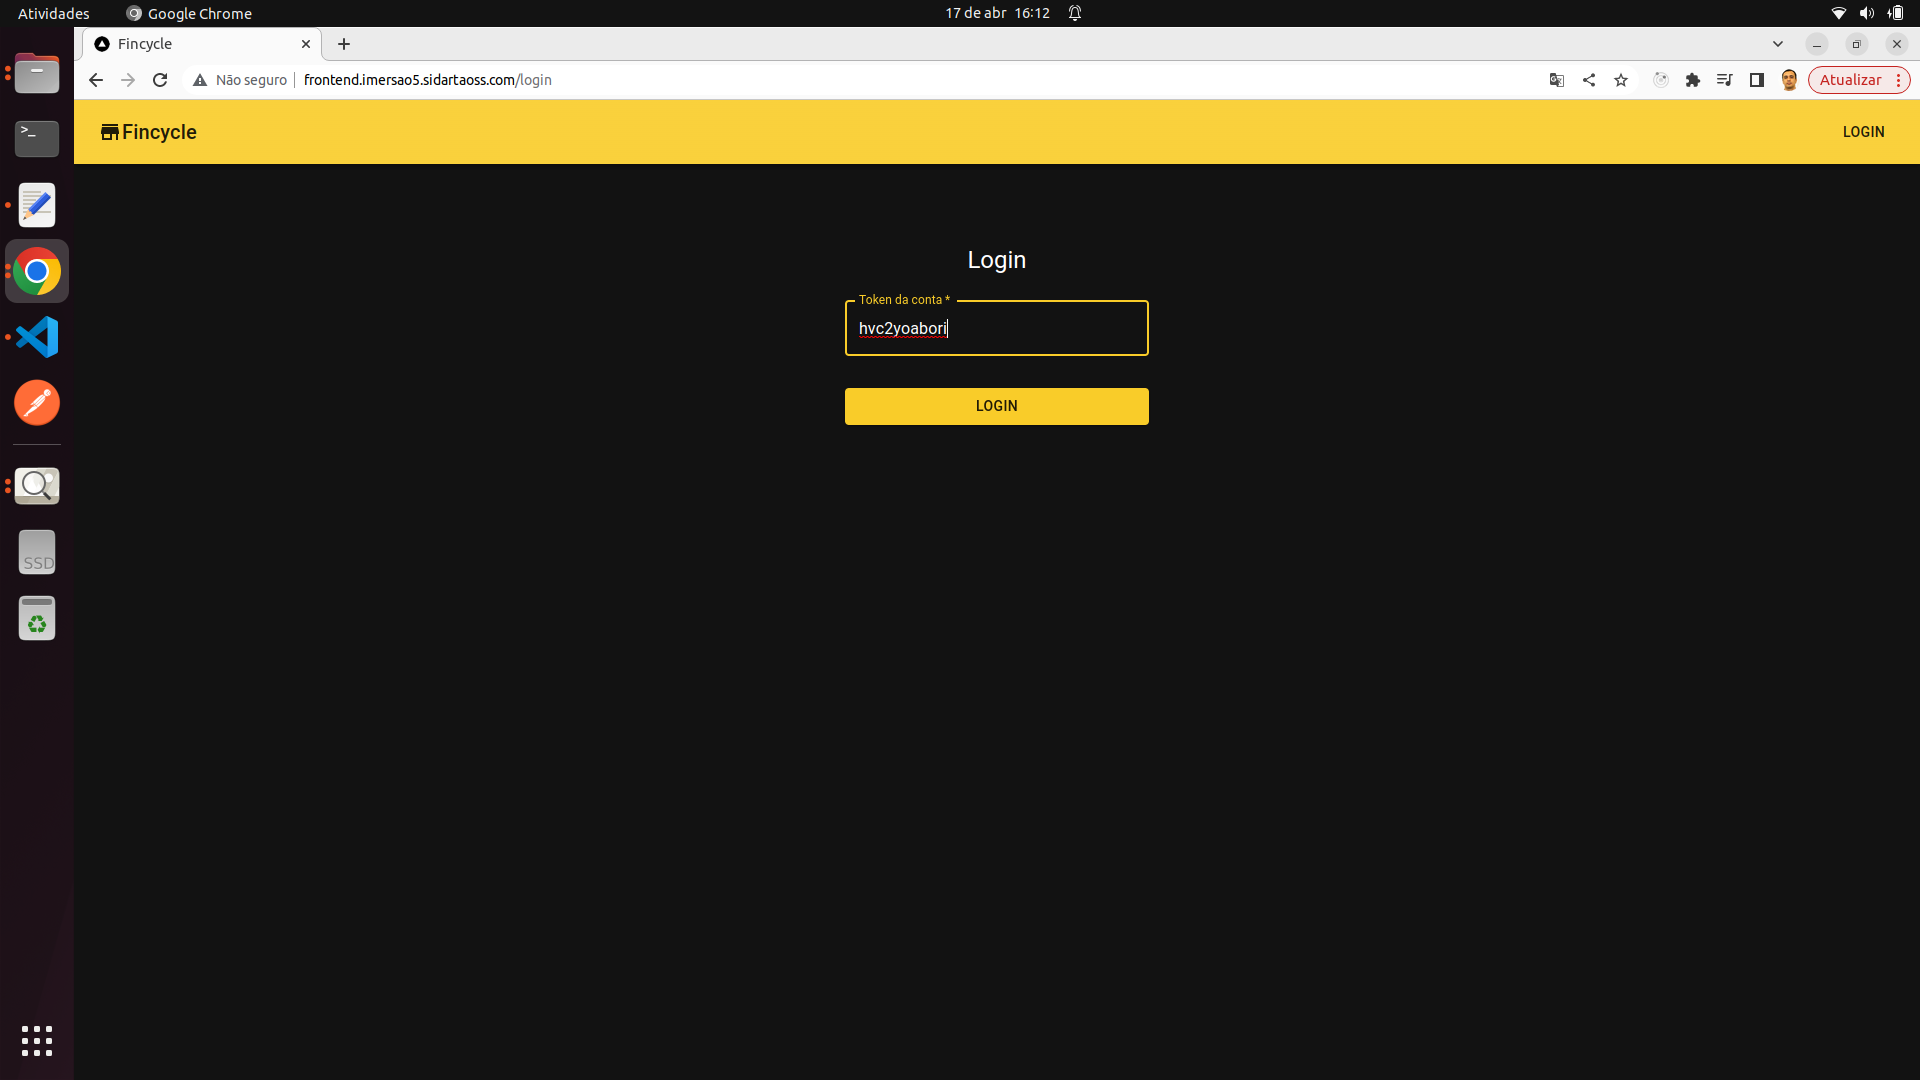 Atividades
Google Chrome
17 de abr 16:12
Fincycle
Não seguro
frontend.imersao5.sidartaoss.com/login
Atualizar
Fincycle
LOGIN
Login
Token da conta *
hvc2yoabori
LOGIN
>_
SSD